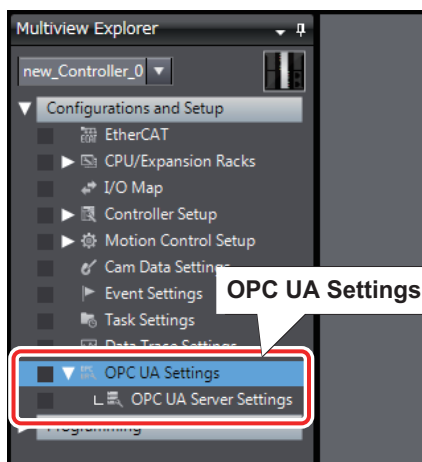 Multiview Explorer
new_Controller_0
Configurations and Setup
EtherCAT
CPU/Expansion Racks
I/O Map
Controller Setup
Motion Control Setup
Cam Data Settings
Event Settings
OPC UA Settings
Task Settings
Data Trace Settings
OPC UA Settings
OPC UA Server Settings
Programming